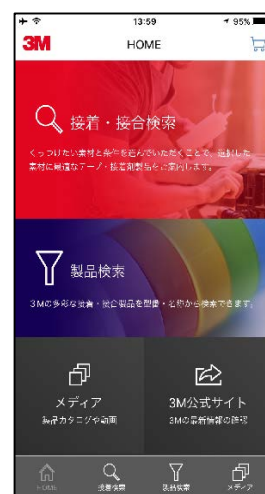 13:59
95%
3M
HOME
接着・接合検索
くっつけたい素材と条件を選んでいただくことで、選択した
素材に最適なテープ・接着剤製品をご案内します。
製品検索
3Mの多彩な接着・接合製品を型番・名称から検索できます。
メディア
製品カタログや動画
3M公式サイト
3Mの最新情報の確認
HOME
接着検索
製品検索
メディア